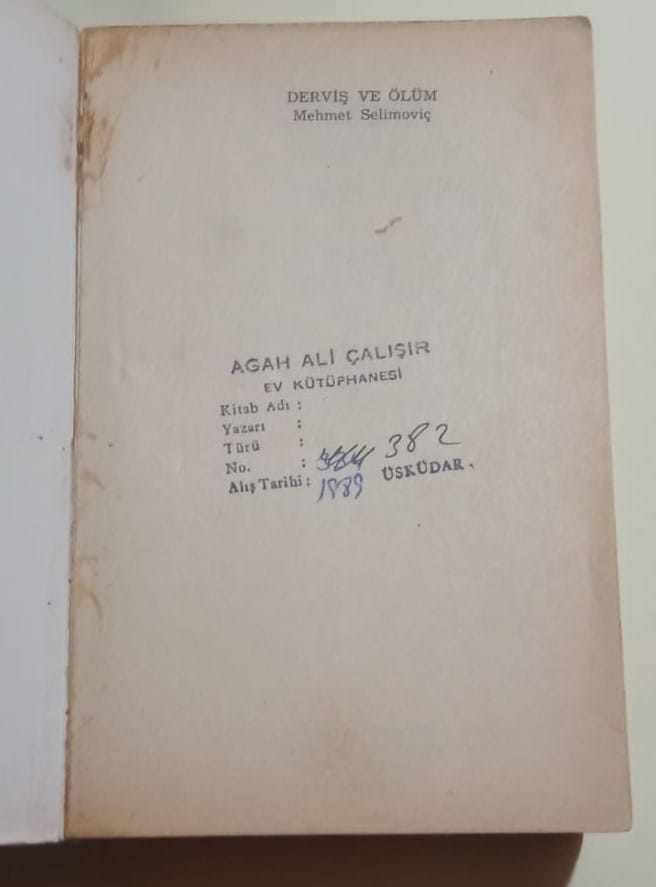 DERVİŞ VE ÖLÜM
Mehmet Selimoviç
AGAH ALİ ÇALIŞIR
EV KÜTÜPHANESİ
Kitab Adı :
Yazarı :
Türü :
No. : 382
Alış Tarihi : 1989 ÜSKÜDAR